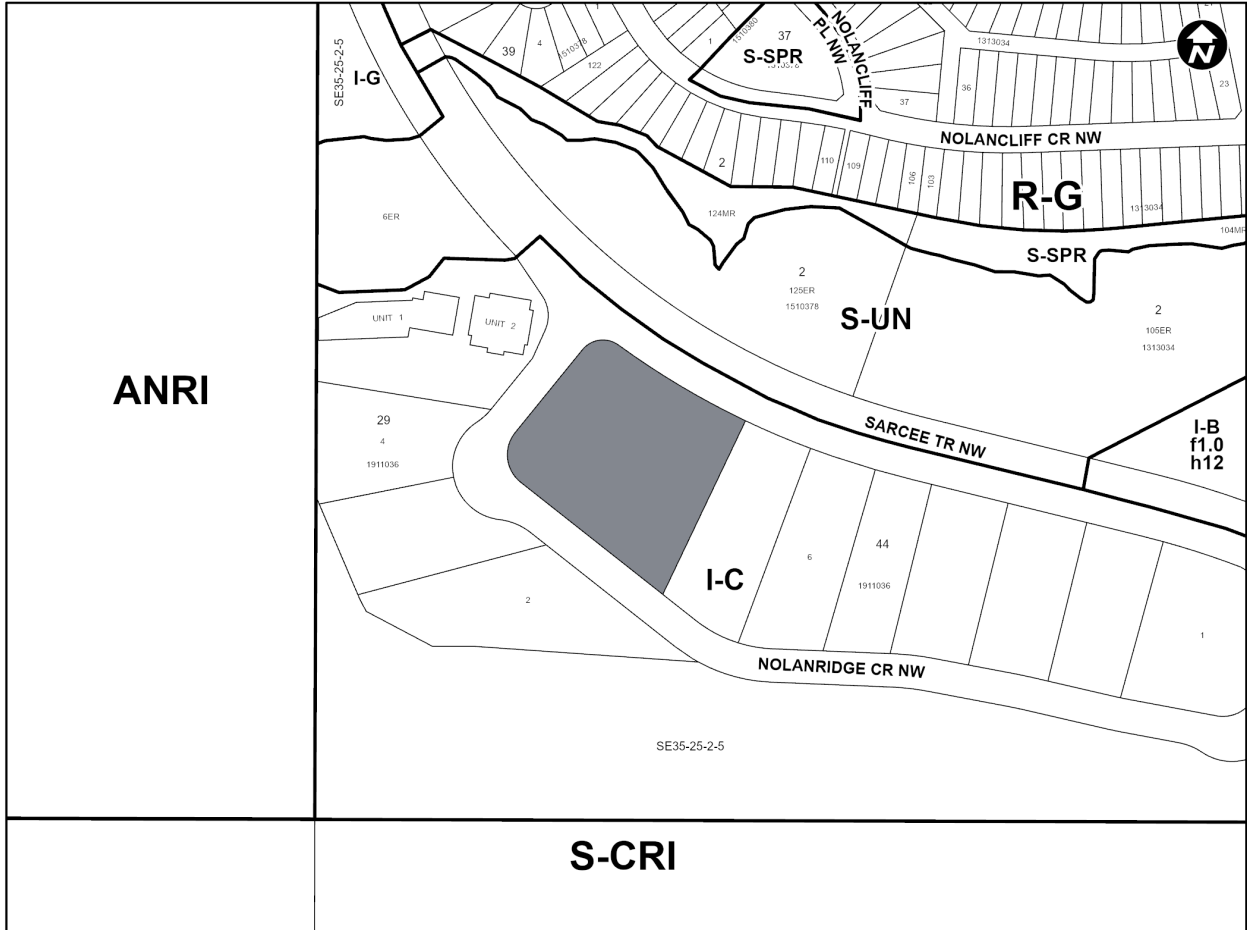 39
4
1510378
1
122
1
1510380
37
S-SPR
NOLANCLIFF
PL NW
37
1313034
36
23
N
SE35-25-2-5
I-G
NOLANCLIFF CR NW
2
110
109
106
103
R-G
1313034
6ER
124MR
104MR
S-SPR
2
125ER
1510378
S-UN
2
105ER
1313034
UNIT 1
UNIT 2
ANRI
29
4
1911036
SARCEE TR NW
I-B
f1.0
h12
I-C
6
44
1911036
2
1
NOLANRIDGE CR NW
SE35-25-2-5
S-CRI